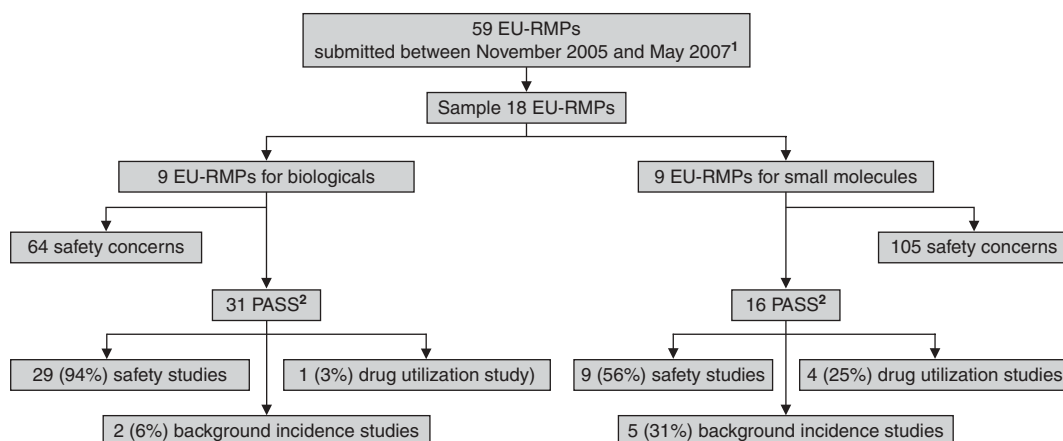 59 EU-RMPs
submitted between November 2005 and May 2007¹
Sample 18 EU-RMPs
9 EU-RMPs for biologicals
9 EU-RMPs for small molecules
64 safety concerns
105 safety concerns
31 PASS²
16 PASS²
29 (94%) safety studies
1 (3%) drug utilization study)
9 (56%) safety studies
4 (25%) drug utilization studies
2 (6%) background incidence studies
5 (31%) background incidence studies